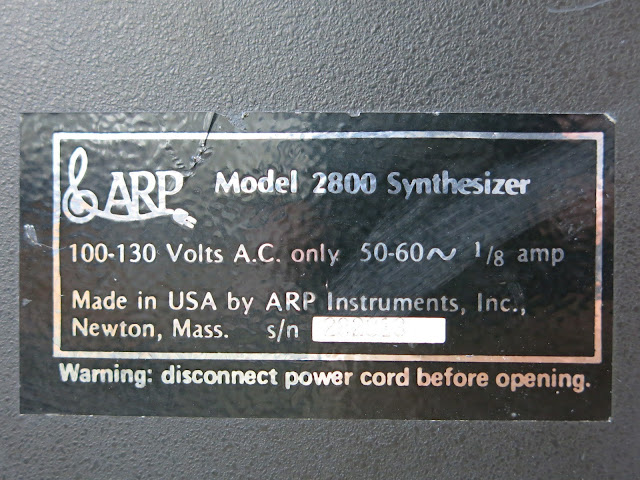 ARP Model 2800 Synthesizer
100-130 Volts A.C. only 50-60~ 1/8 amp
Made in USA by ARP Instruments, Inc.,
Newton, Mass. s/n
Warning: disconnect power cord before opening.